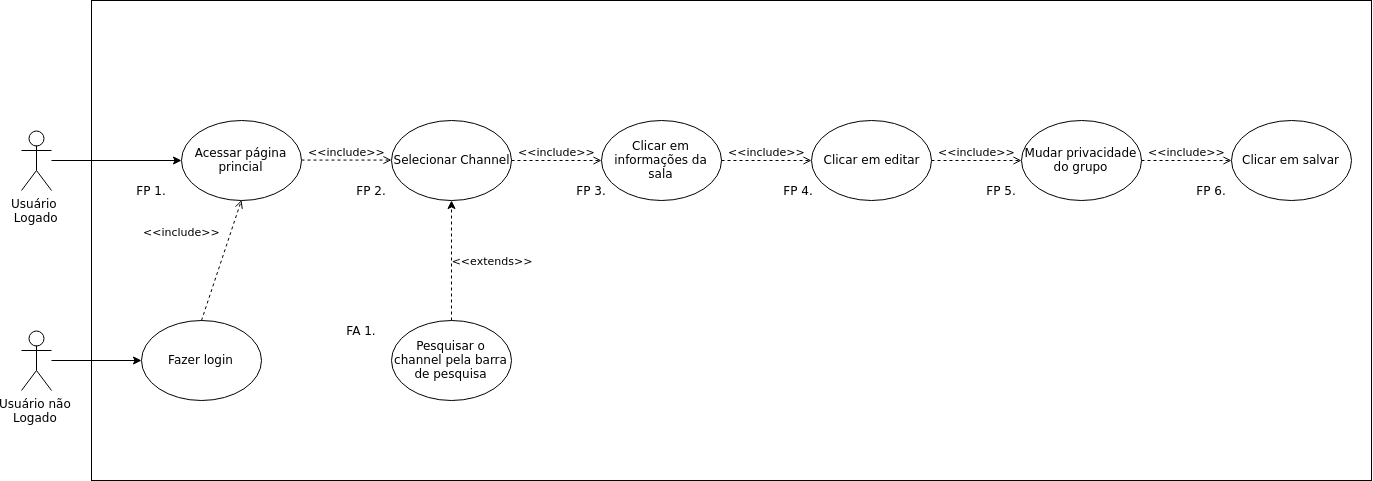 Acessar página
princial
<<include>>
Selecionar Channel
<<include>>
Clicar em
informações da
sala
<<include>>
Clicar em editar
<<include>>
Mudar privacidade
do grupo
<<include>>
Clicar em salvar
Usuário
Logado
FP 1.
FP 2.
FP 3.
FP 4.
FP 5.
FP 6.
<<include>>
<<extends>>
FA 1.
Fazer login
Pesquisar o
channel pela barra
de pesquisa
Usuário não
Logado